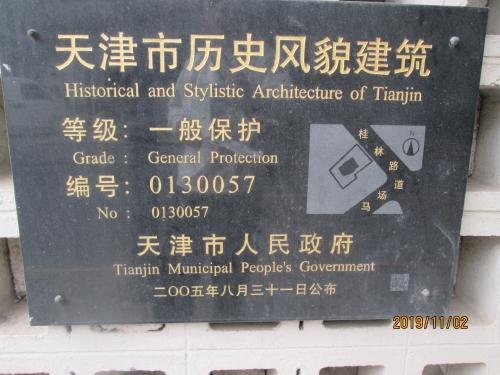 天津市历史风貌建筑
Historical and Stylistic Architecture of Tianjin
等级：一般保护
Grade : General Protection
编号：0130057
No : 0130057
N
桂林路
马场道
天津市人民政府
Tianjin Municipal People's Government
二〇〇五年八月三十一日公布
2019/11/02